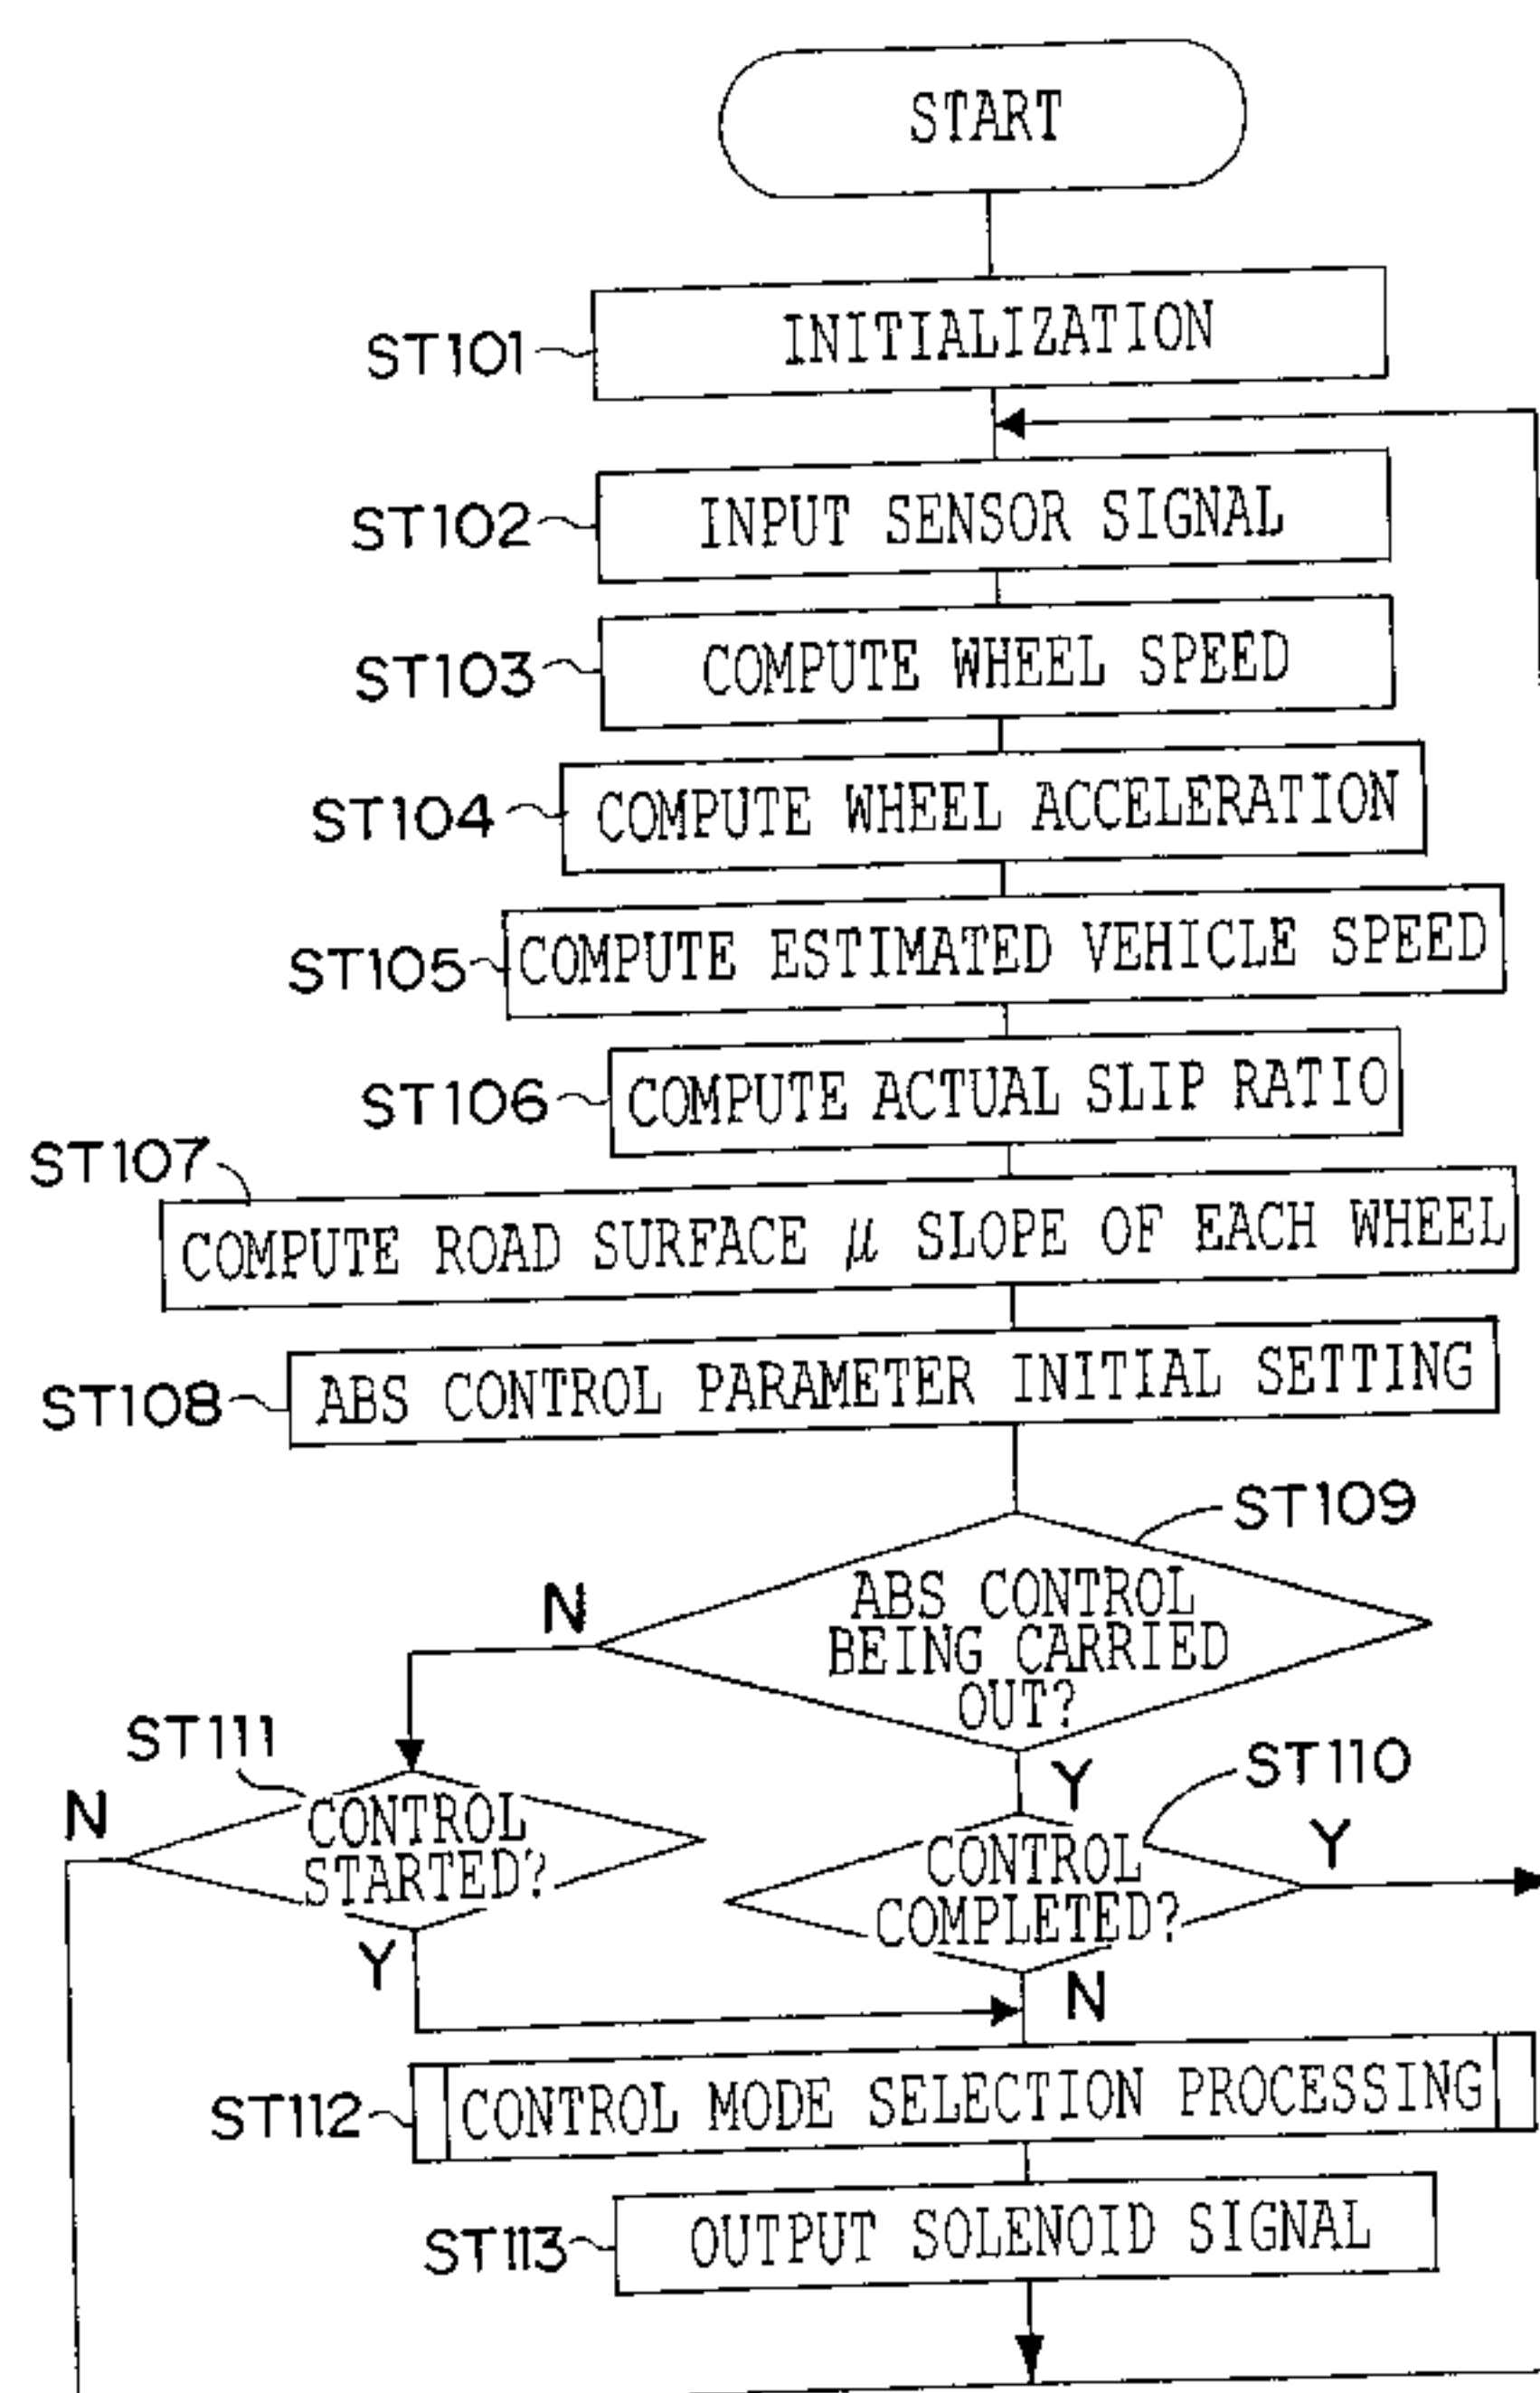 START
ST101
INITIALIZATION
ST102
INPUT SENSOR SIGNAL
ST103
COMPUTE WHEEL SPEED
ST104
COMPUTE WHEEL ACCELERATION
ST105
COMPUTE ESTIMATED VEHICLE SPEED
ST106
COMPUTE ACTUAL SLIP RATIO
ST107
COMPUTE ROAD SURFACE μ SLOPE OF EACH WHEEL
ST108
ABS CONTROL PARAMETER INITIAL SETTING
ST109
N
ABS CONTROL
BEING CARRIED
OUT?
Y
ST111
N
CONTROL
STARTED?
Y
ST110
Y
CONTROL
COMPLETED?
N
ST112
CONTROL MODE SELECTION PROCESSING
ST113
OUTPUT SOLENOID SIGNAL